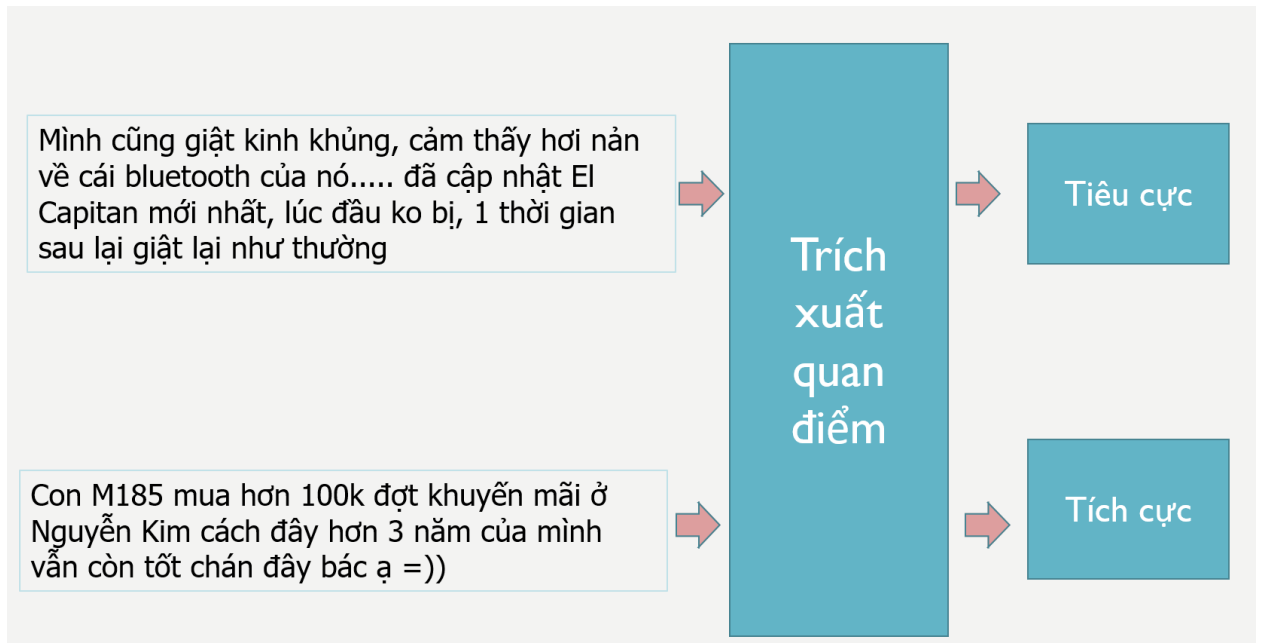 Mình cũng giật kinh khủng, cảm thấy hơi nản
về cái bluetooth của nó..... đã cập nhật El
Capitan mới nhất, lúc đầu ko bị, 1 thời gian
sau lại giật lại như thường
Trích
xuất
quan
điểm
Tiêu cực
Con M185 mua hơn 100k đợt khuyến mãi ở
Nguyễn Kim cách đây hơn 3 năm của mình
vẫn còn tốt chán đây bác ạ =))
Tích cực